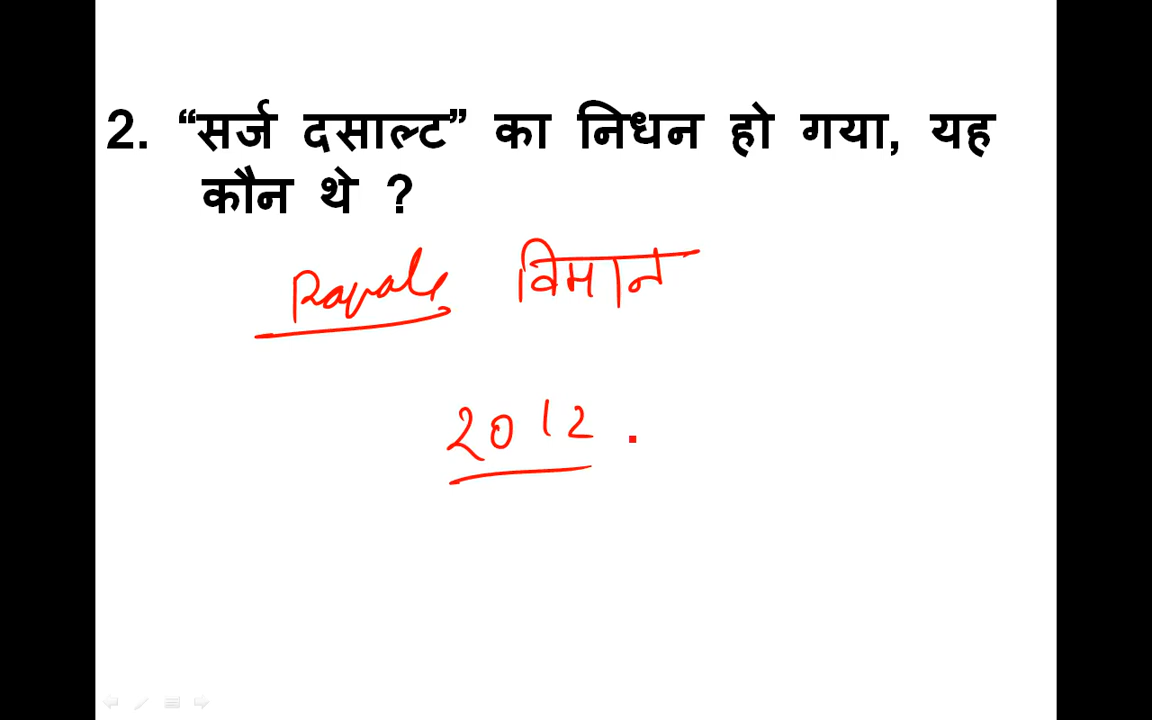 2. “सर्ज दसाल्ट” का निधन हो गया, यह
कौन थे ?
Rafale विमान
2012.